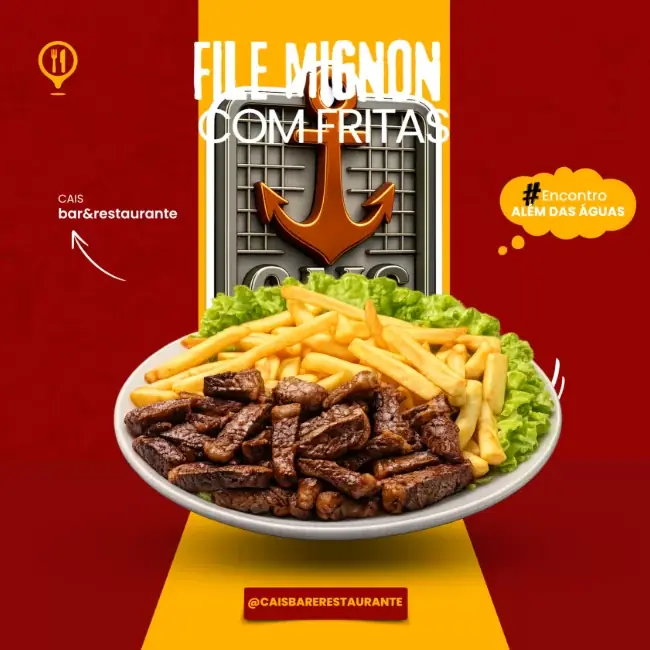 FILE MIGNON
COM FRITAS
CAIS
bar&restaurante
#Encontro
ALÉM DAS ÁGUAS
@CAISBARERESTAURANTE